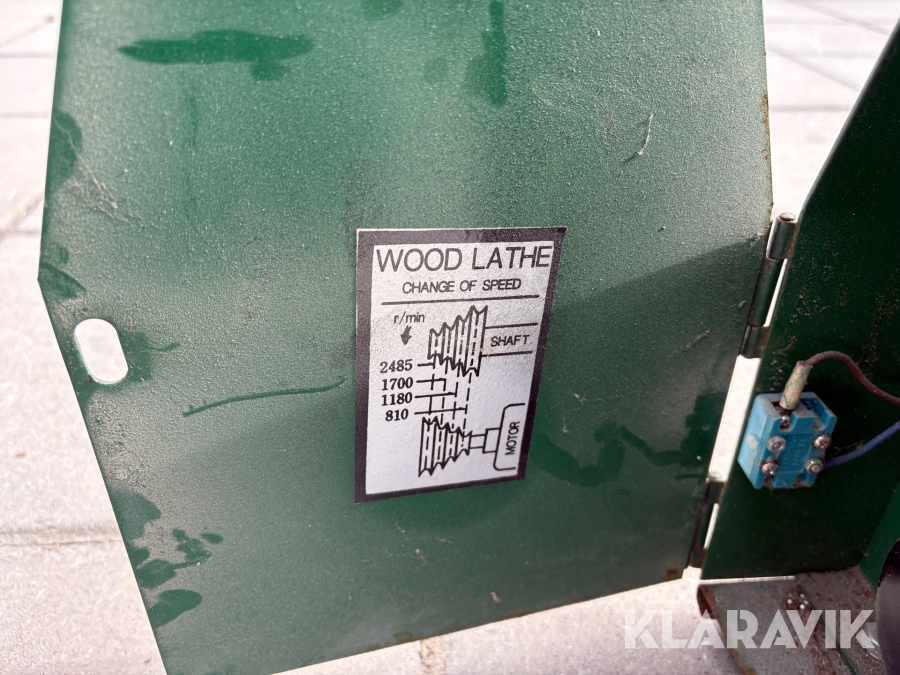 WOOD LATHE
CHANGE OF SPEED
r/min
SHAFT
2485
1700
1180
810
MOTOR
KLARAVIK